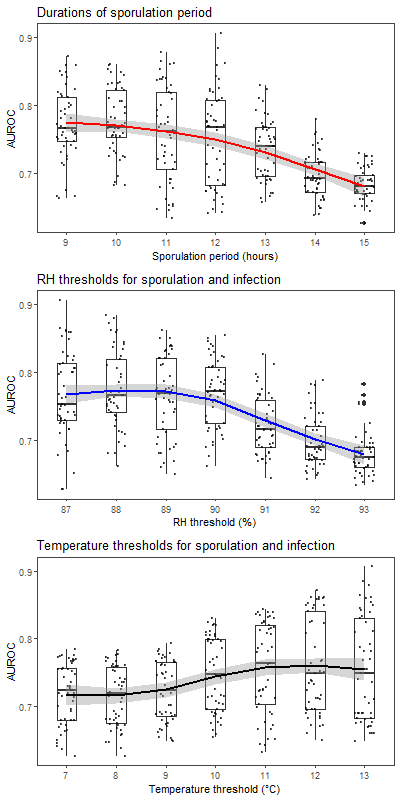 Durations of sporulation period
0.9
0.8
0.7
AUROC
9 10 11 12 13 14 15
Sporulation period (hours)
RH thresholds for sporulation and infection
0.9
0.8
0.7
AUROC
87 88 89 90 91 92 93
RH threshold (%)
Temperature thresholds for sporulation and infection
0.9
0.8
0.7
AUROC
7 8 9 10 11 12 13
Temperature threshold (°C)